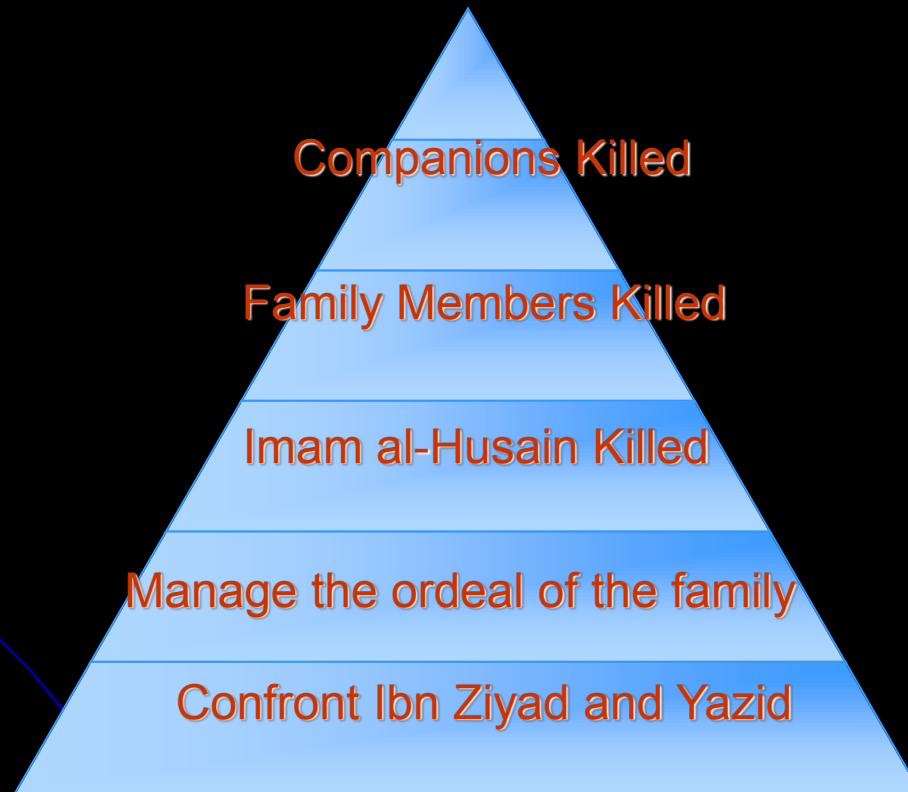 Companions Killed
Family Members Killed
Imam al-Husain Killed
Manage the ordeal of the family
Confront Ibn Ziyad and Yazid